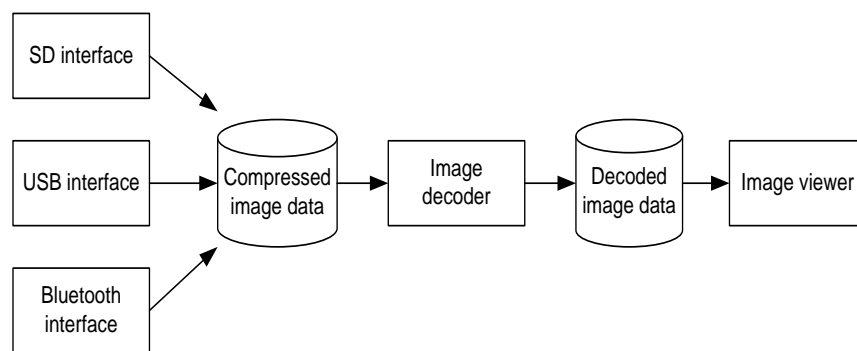 SD interface
USB interface
Bluetooth
interface
Compressed
image data
Image
decoder
Decoded
image data
Image viewer